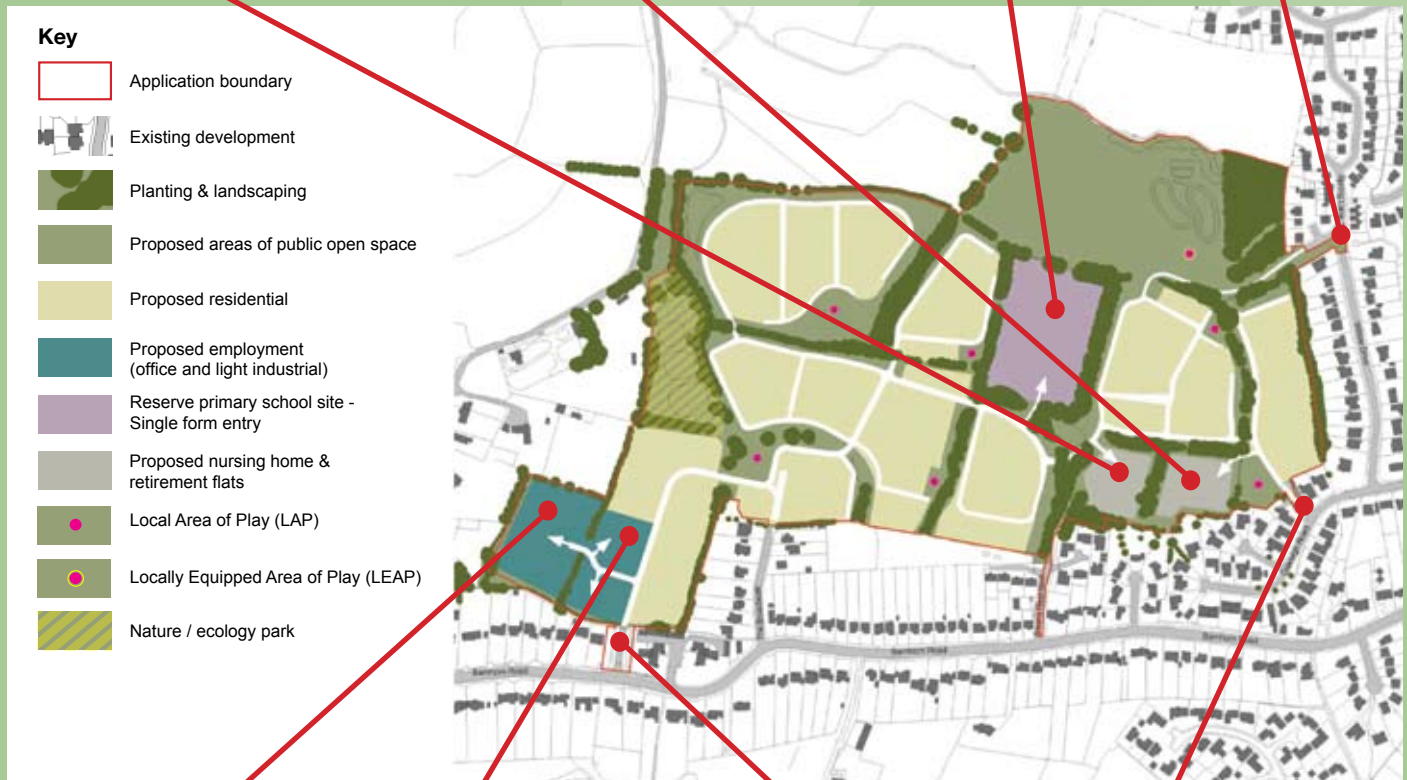 Key
Application boundary
Existing development
Planting & landscaping
Proposed areas of public open space
Proposed residential
Proposed employment
(office and light industrial)
Reserve primary school site -
Single form entry
Proposed nursing home &
retirement flats
Local Area of Play (LAP)
Locally Equipped Area of Play (LEAP)
Nature / ecology park
Road
Road